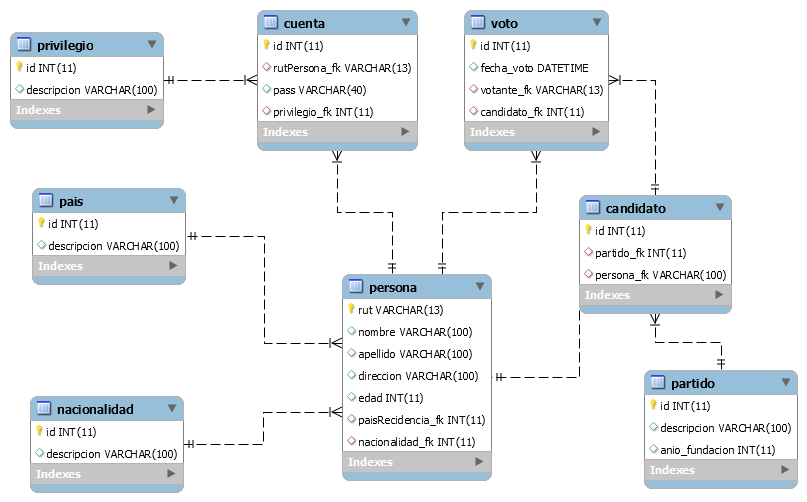 privilegio
id INT(11)
descripcion VARCHAR(100)
Indexes
cuenta
id INT(11)
rutPersona_fk VARCHAR(13)
pass VARCHAR(40)
privilegio_fk INT(11)
Indexes
voto
id INT(11)
fecha_voto DATETIME
votante_fk VARCHAR(13)
candidato_fk INT(11)
Indexes
pais
id INT(11)
descripcion VARCHAR(100)
Indexes
candidato
id INT(11)
partido_fk INT(11)
persona_fk VARCHAR(100)
Indexes
persona
rut VARCHAR(13)
nombre VARCHAR(100)
apellido VARCHAR(100)
direccion VARCHAR(100)
edad INT(11)
paisRecidencia_fk INT(11)
nacionalidad_fk INT(11)
Indexes
nacionalidad
id INT(11)
descripcion VARCHAR(100)
Indexes
partido
id INT(11)
descripcion VARCHAR(100)
anio_fundacion INT(11)
Indexes